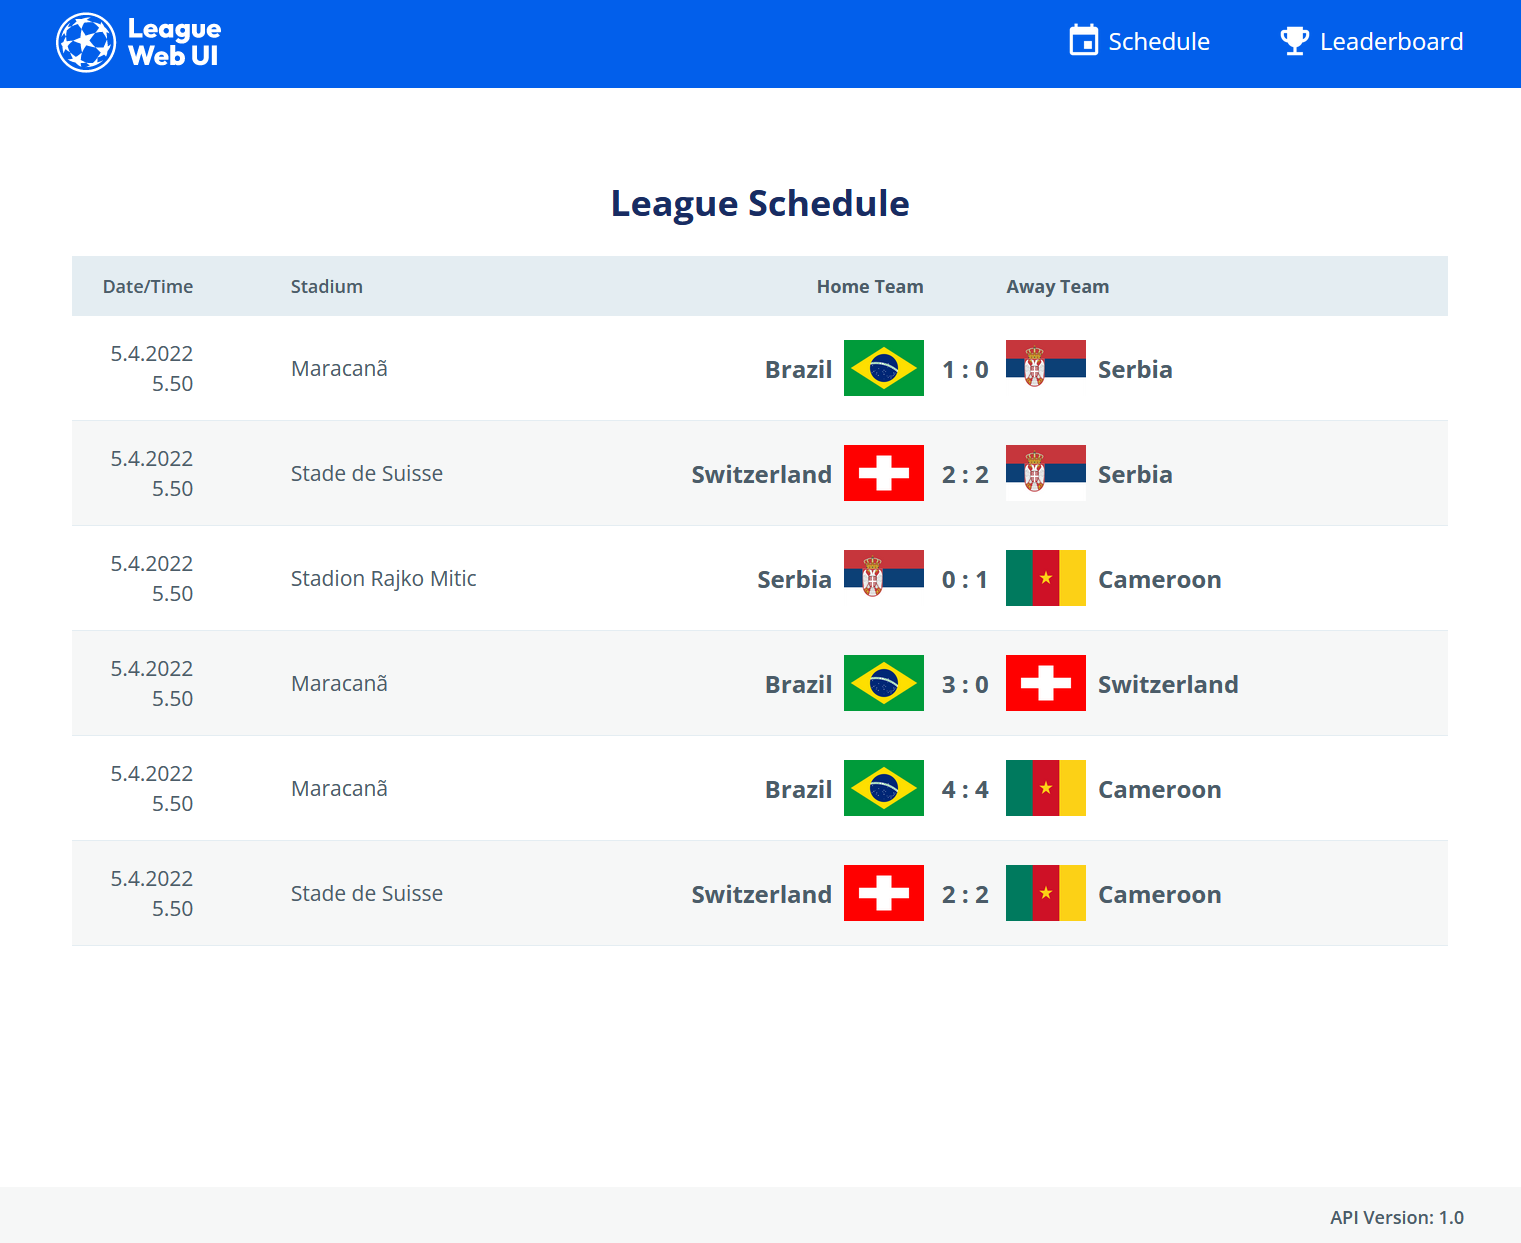 League
Web UI
Schedule
Leaderboard
League Schedule
Date/Time Stadium Home Team Away Team
5.4.2022
5.50
Maracanã
Brazil 1 : 0 Serbia
5.4.2022
5.50
Stade de Suisse
Switzerland 2 : 2 Serbia
5.4.2022
5.50
Stadion Rajko Mitic
Serbia 0 : 1 Cameroon
5.4.2022
5.50
Maracanã
Brazil 3 : 0 Switzerland
5.4.2022
5.50
Maracanã
Brazil 4 : 4 Cameroon
5.4.2022
5.50
Stade de Suisse
Switzerland 2 : 2 Cameroon
API Version: 1.0